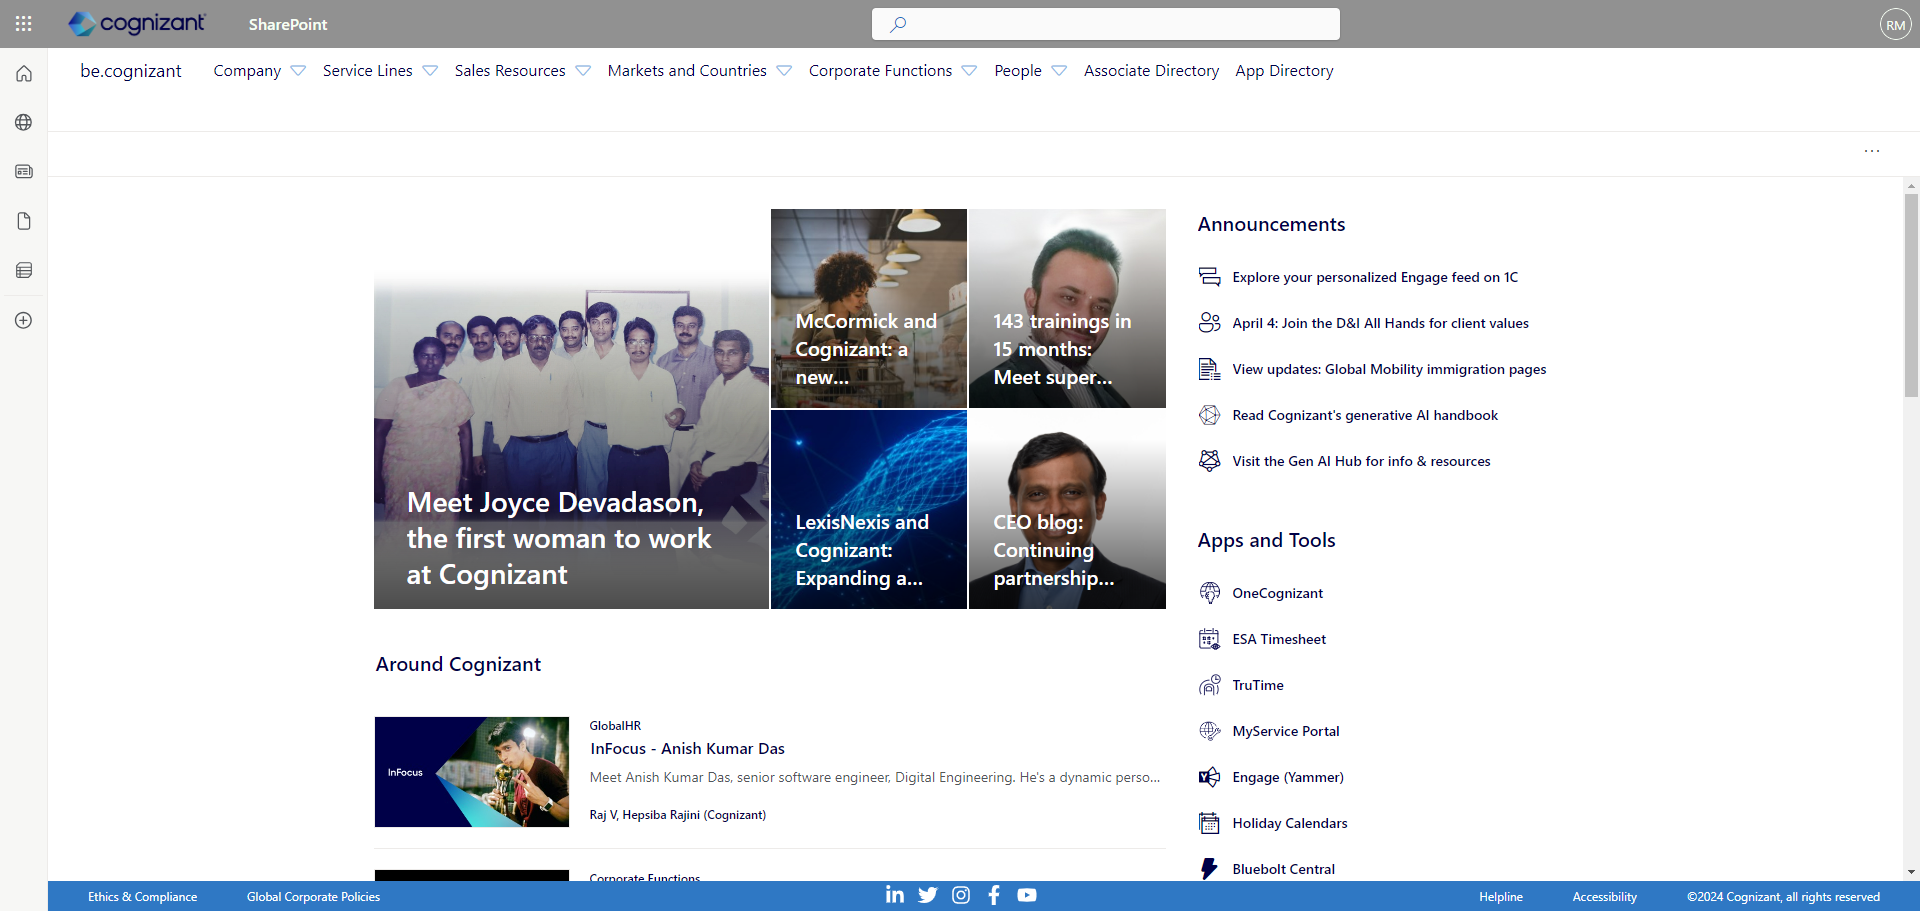 cognizant
SharePoint
RM
be.cognizant
Company
Service Lines
Sales Resources
Markets and Countries
Corporate Functions
People
Associate Directory
App Directory
...
Meet Joyce Devadason,
the first woman to work
at Cognizant
McCormick and
Cognizant: a
new...
143 trainings in
15 months:
Meet super...
LexisNexis and
Cognizant:
Expanding a...
CEO blog:
Continuing
partnership...
Announcements
Explore your personalized Engage feed on 1C
April 4: Join the D&I All Hands for client values
View updates: Global Mobility immigration pages
Read Cognizant's generative AI handbook
Visit the Gen AI Hub for info & resources
Apps and Tools
OneCognizant
ESA Timesheet
TruTime
MyService Portal
Engage (Yammer)
Holiday Calendars
Bluebolt Central
Around Cognizant
InFocus
GlobalHR
InFocus - Anish Kumar Das
Meet Anish Kumar Das, senior software engineer, Digital Engineering. He's a dynamic perso...
Raj V, Hepsiba Rajini (Cognizant)
Corporate Functions
Ethics & Compliance
Global Corporate Policies
Helpline
Accessibility
©2024 Cognizant, all rights reserved